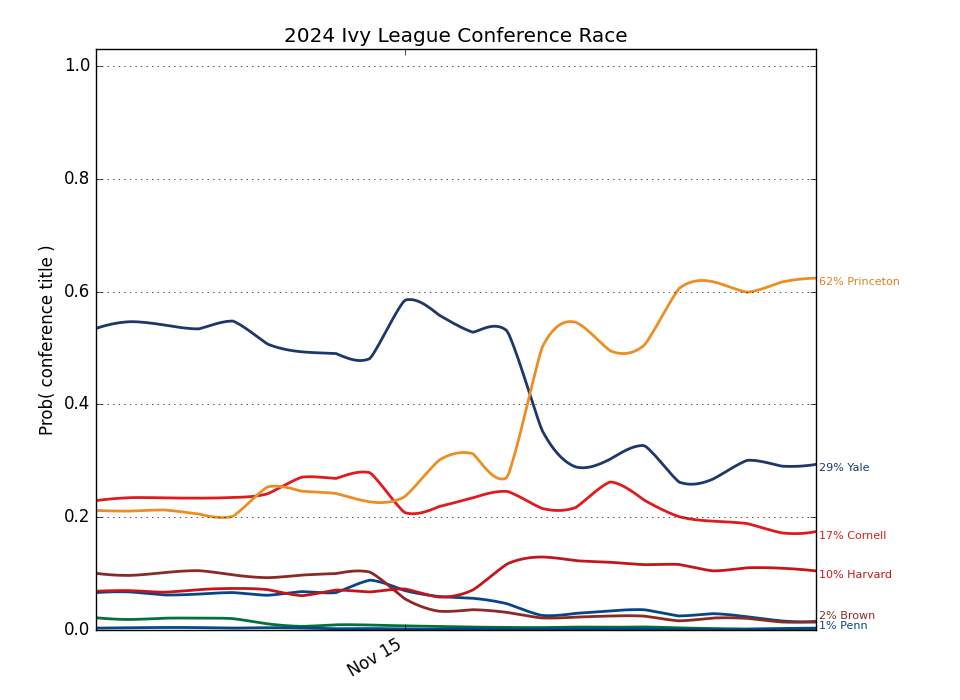 2024 Ivy League Conference Race
1.0
0.8
0.6
0.4
0.2
0.0
Prob( conference title )
Nov 15
62% Princeton
29% Yale
17% Cornell
10% Harvard
2% Brown
1% Penn